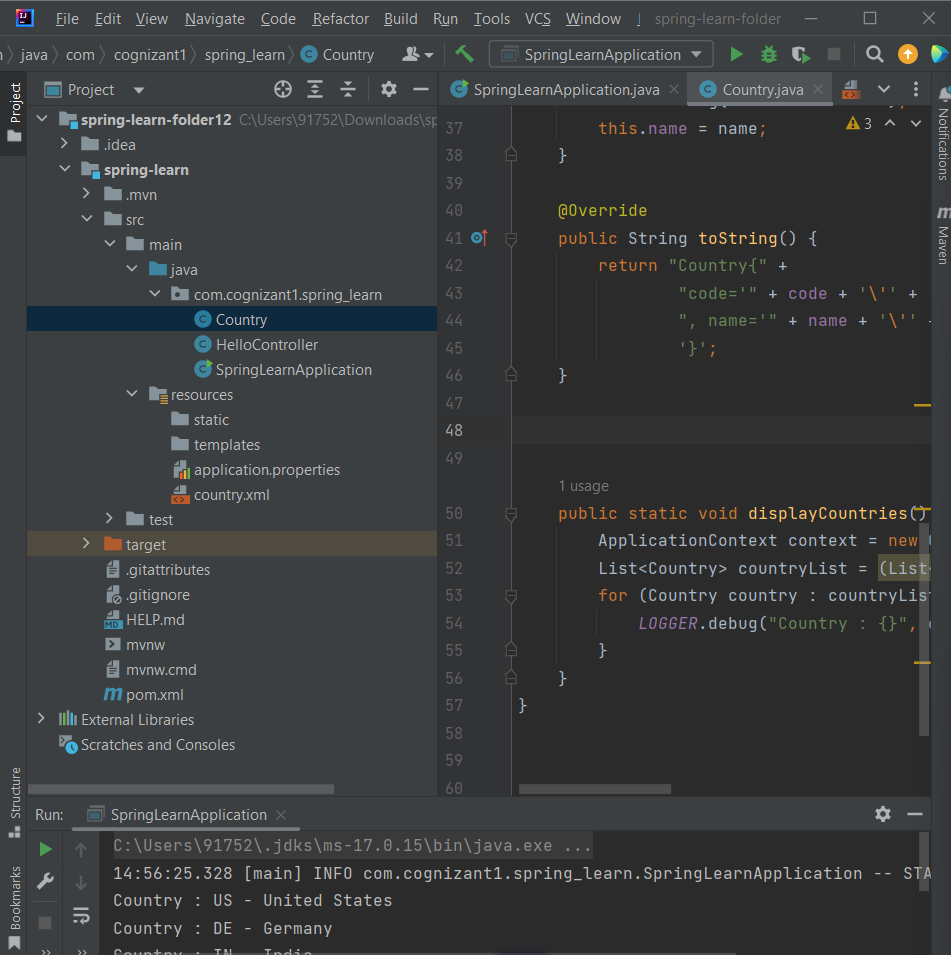 File Edit View Navigate Code Refactor Build Run Tools VCS Window spring-learn-folder
java com cognizant1 spring_learn Country SpringLearnApplication
Project
Project
SpringLearnApplication.java
Country.java
Notifications
Maven
spring-learn-folder12 C:\Users\91752\Downloads\sp
.idea
spring-learn
.mvn
src
main
java
com.cognizant1.spring_learn
Country
HelloController
SpringLearnApplication
resources
static
templates
application.properties
country.xml
test
target
.gitattributes
.gitignore
HELP.md
mvnw
mvnw.cmd
pom.xml
External Libraries
Scratches and Consoles
37 this.name = name;
3
38 }
39
40 @Override
41 public String toString() {
42 return "Country{" +
43 "code='" + code + '\'' +
44 ", name='" + name + '\'' +
45 '}';
46 }
47
48
49
1 usage
50 public static void displayCountries()
51 ApplicationContext context = new
52 List<Country> countryList = (List<
53 for (Country country : countryLis
54 LOGGER.debug("Country : {}",
55 }
56 }
57 }
58
59
60
Structure
Bookmarks
Run: SpringLearnApplication
C:\Users\91752\.jdks\ms-17.0.15\bin\java.exe ...
14:56:25.328 [main] INFO com.cognizant1.spring_learn.SpringLearnApplication -- STA
Country : US - United States
Country : DE - Germany
Country : IN - India